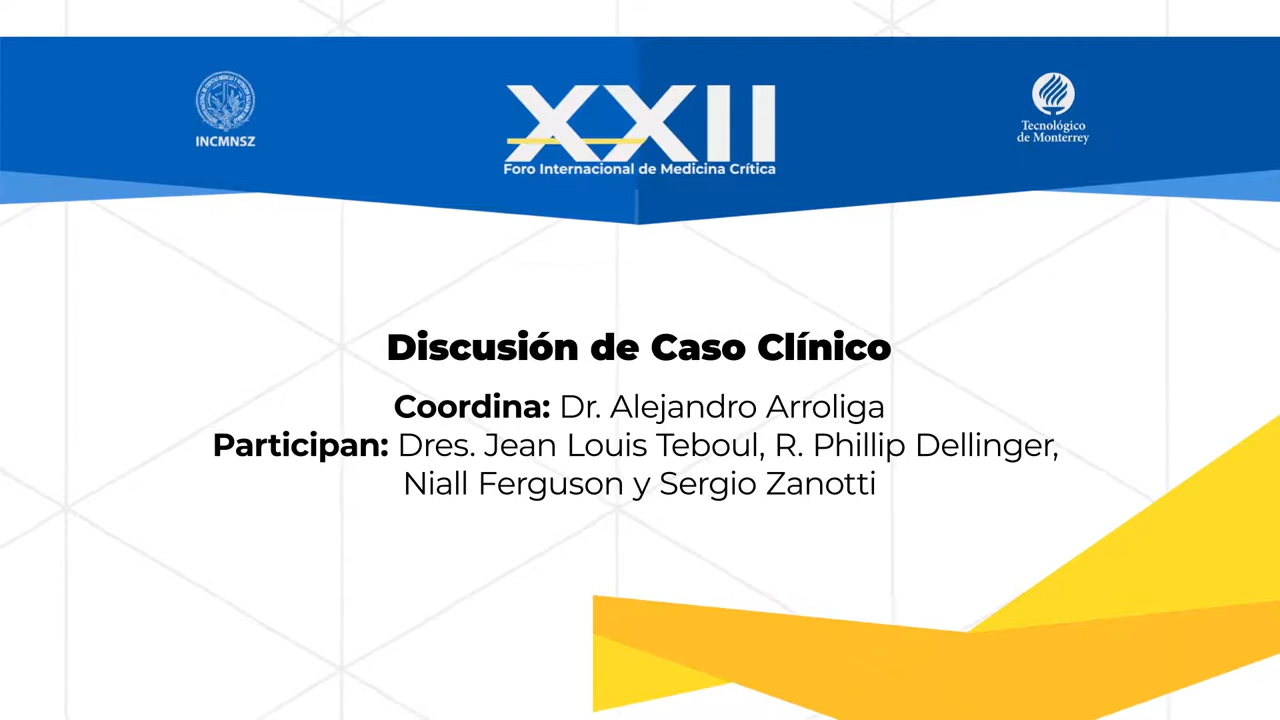 INCMNSZ
XXII
Foro Internacional de Medicina Crítica
Tecnológico
de Monterrey
Discusión de Caso Clínico
Coordina: Dr. Alejandro Arroliga
Participan: Dres. Jean Louis Teboul, R. Phillip Dellinger,
Niall Ferguson y Sergio Zanotti